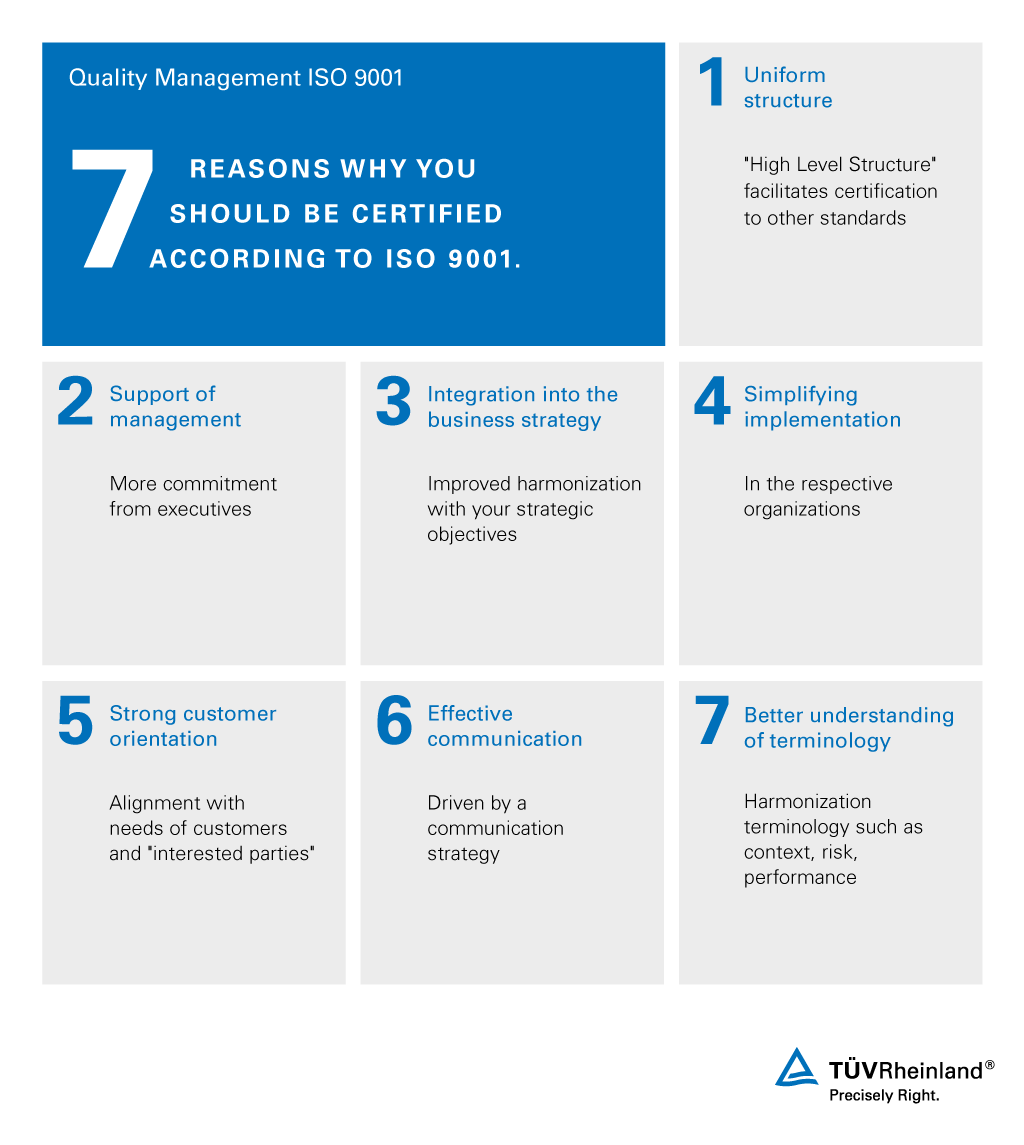 Quality Management ISO 9001
7
REASONS WHY YOU
SHOULD BE CERTIFIED
ACCORDING TO ISO 9001.
1
Uniform
structure
"High Level Structure"
facilitates certification
to other standards
2
Support of
management
More commitment
from executives
3
Integration into the
business strategy
Improved harmonization
with your strategic
objectives
4
Simplifying
implementation
In the respective
organizations
5
Strong customer
orientation
Alignment with
needs of customers
and "interested parties"
6
Effective
communication
Driven by a
communication
strategy
7
Better understanding
of terminology
Harmonization
terminology such as
context, risk,
performance
TÜVRheinland®
Precisely Right.